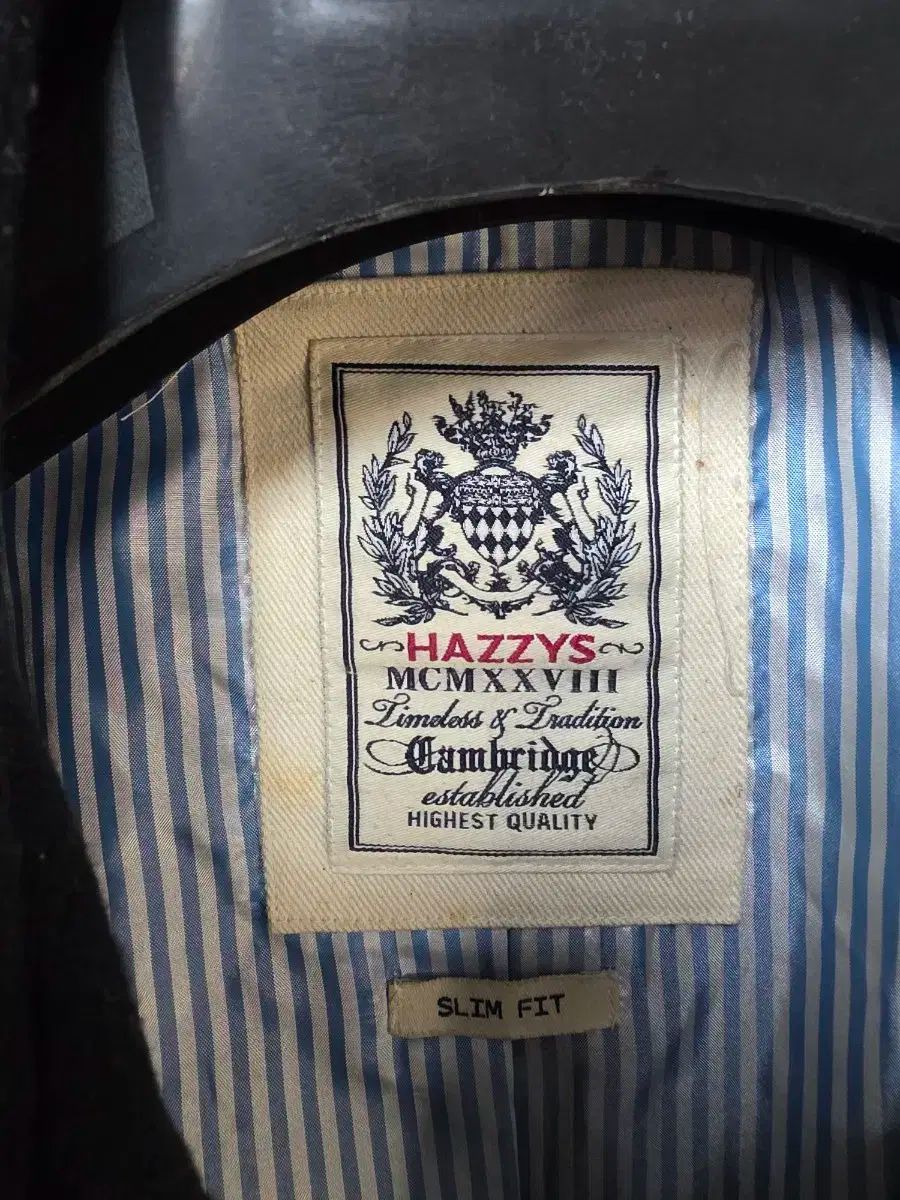 HAZZYS
MCMXXVIII
Timeless & Tradition
Cambridge
established
HIGHEST QUALITY
SLIM FIT